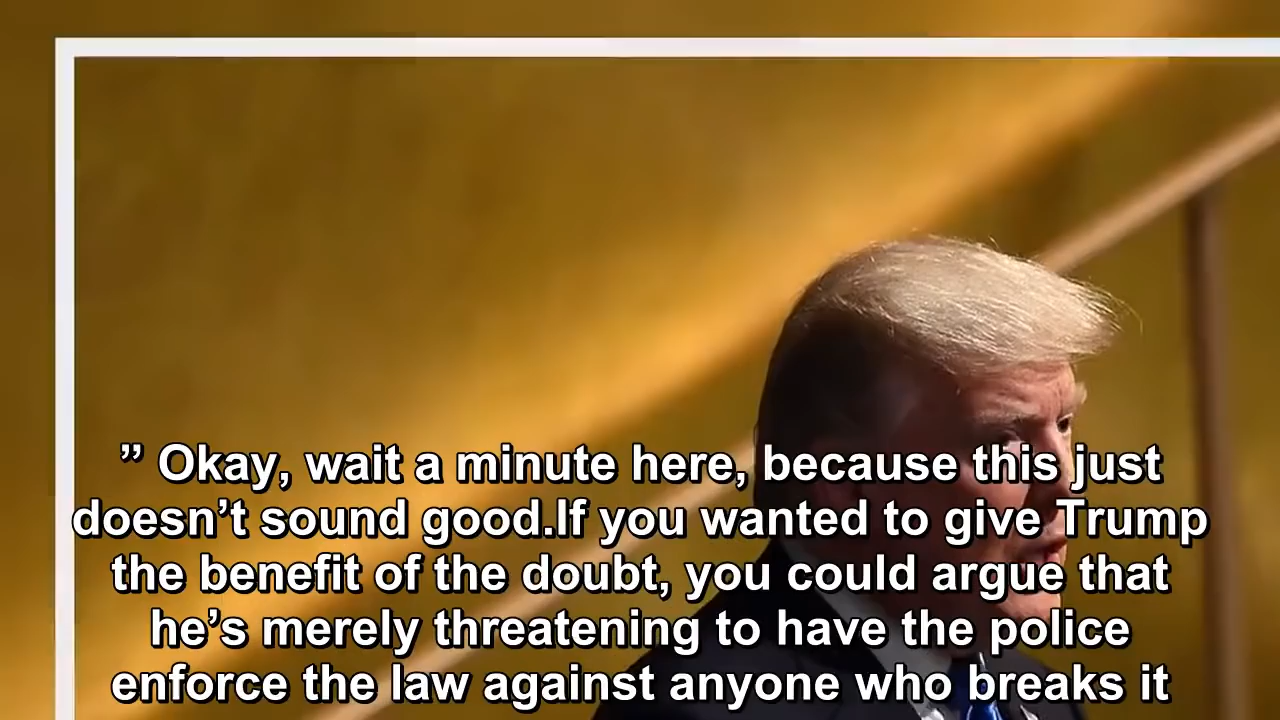 ” Okay, wait a minute here, because this just
doesn’t sound good.If you wanted to give Trump
the benefit of the doubt, you could argue that
he’s merely threatening to have the police
enforce the law against anyone who breaks it